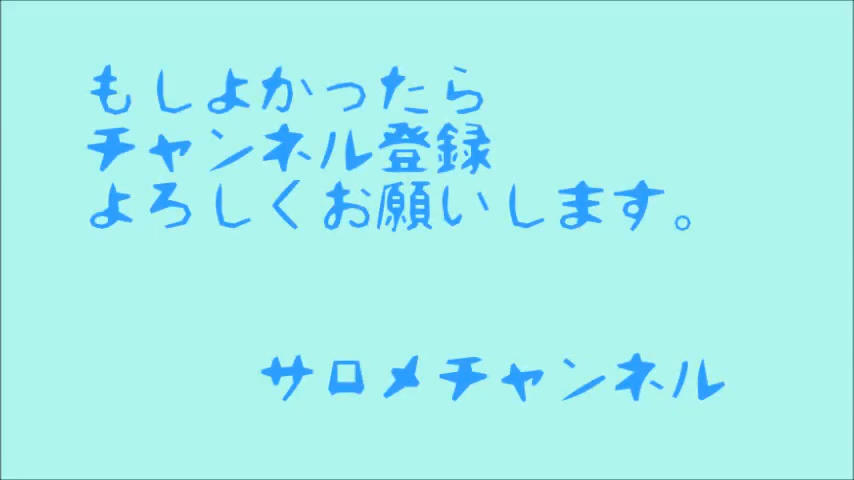 もしよかったら
チャンネル登録
よろしくお願いします。
サロメチャンネル